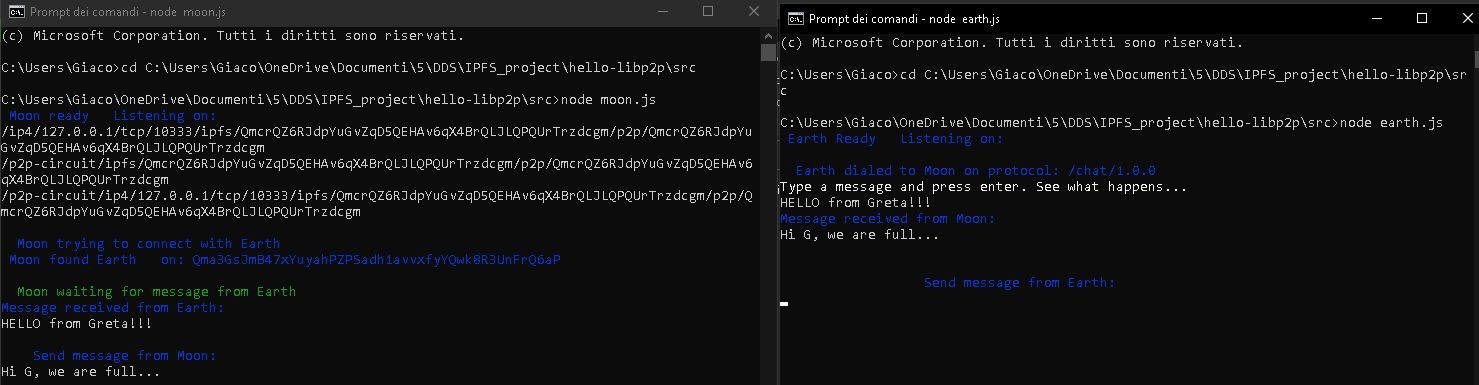 Prompt dei comandi - node  moon.js
(c) Microsoft Corporation. Tutti i diritti sono riservati.
C:\Users\Giaco>cd C:\Users\Giaco\OneDrive\Documenti\5\DDS\IPFS_project\hello-libp2p\src
C:\Users\Giaco\OneDrive\Documenti\5\DDS\IPFS_project\hello-libp2p\src>node moon.js
Moon ready   Listening on:
/ip4/127.0.0.1/tcp/10333/ipfs/QmcrQZ6RJdpYuGvZqD5QEHAv6qX4BrQLJLQPQUrTrzdcgm/p2p/QmcrQZ6RJdpYu
GvZqD5QEHAv6qX4BrQLJLQPQUrTrzdcgm
/p2p-circuit/ipfs/QmcrQZ6RJdpYuGvZqD5QEHAv6qX4BrQLJLQPQUrTrzdcgm/p2p/QmcrQZ6RJdpYuGvZqD5QEHAv
6qX4BrQLJLQPQUrTrzdcgm
/p2p-circuit/ip4/127.0.0.1/tcp/10333/ipfs/QmcrQZ6RJdpYuGvZqD5QEHAv6qX4BrQLJLQPQUrTrzdcgm/p2p/Q
mcrQZ6RJdpYuGvZqD5QEHAv6qX4BrQLJLQPQUrTrzdcgm
Moon trying to connect with Earth
Moon found Earth   on: Qma3GsJmB47xYuyahPZPSadh1avvxfyYQwk8R3UnFrQ6aP
Moon waiting for message from Earth
Message received from Earth:
HELLO from Greta!!!
Send message from Moon:
Hi G, we are full...
Prompt dei comandi - node  earth.js
(c) Microsoft Corporation. Tutti i diritti sono riservati.
C:\Users\Giaco>cd C:\Users\Giaco\OneDrive\Documenti\5\DDS\IPFS_project\hello-libp2p\sr
c
C:\Users\Giaco\OneDrive\Documenti\5\DDS\IPFS_project\hello-libp2p\src>node earth.js
Earth Ready   Listening on:
Earth dialed to Moon on protocol: /chat/1.0.0
Type a message and press enter. See what happens...
HELLO from Greta!!!
Message received from Moon:
Hi G, we are full...
Send message from Earth: